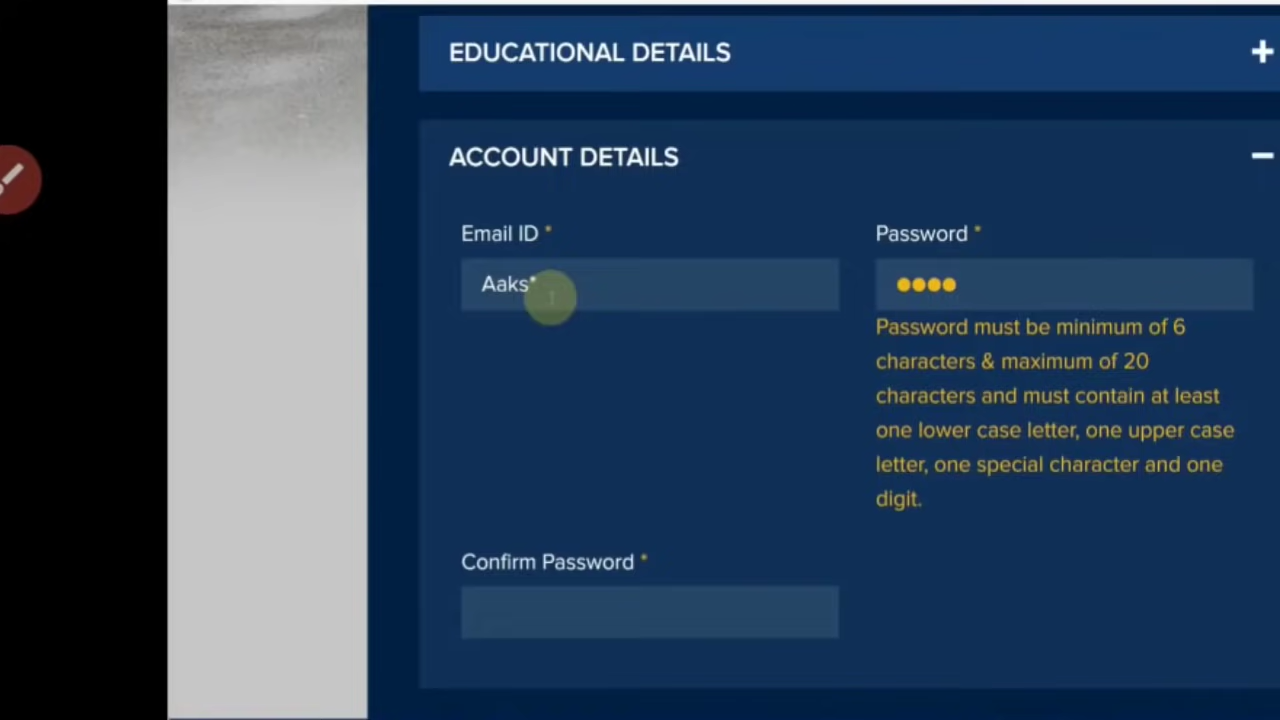 EDUCATIONAL DETAILS
ACCOUNT DETAILS
Email ID *
Password *
Aaks*
Password must be minimum of 6
characters & maximum of 20
characters and must contain at least
one lower case letter, one upper case
letter, one special character and one
digit.
Confirm Password *